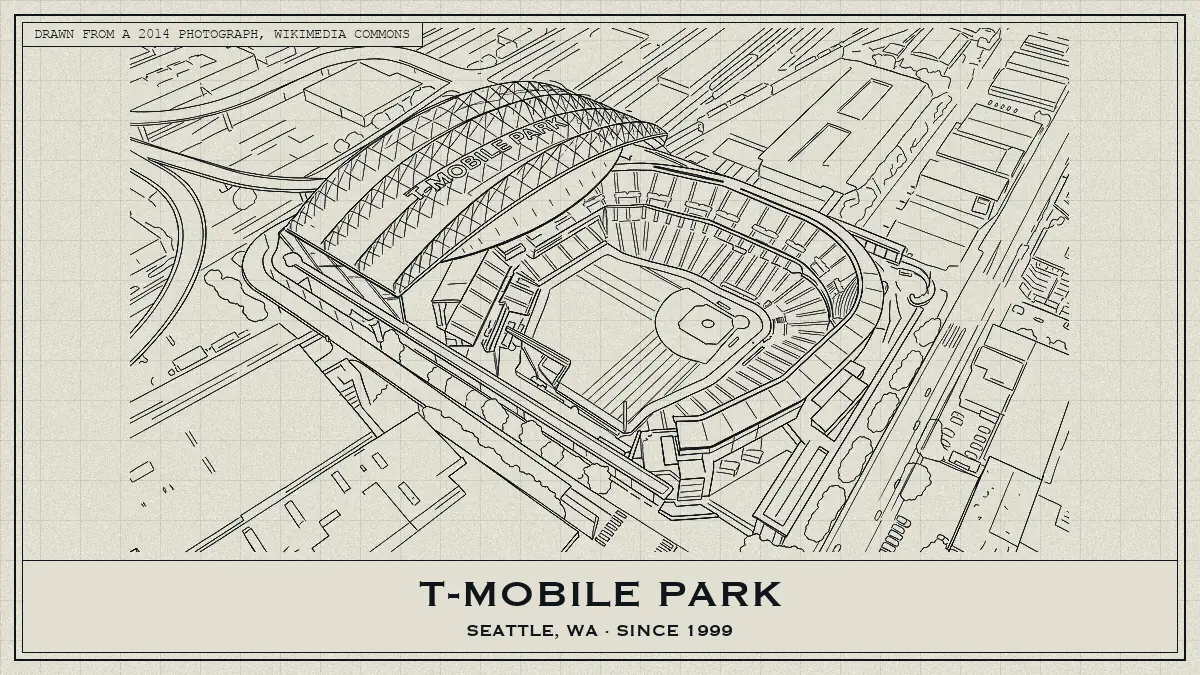 DRAWN FROM A 2014 PHOTOGRAPH, WIKIMEDIA COMMONS
T-MOBILE PARK
T-MOBILE PARK
SEATTLE, WA · SINCE 1999